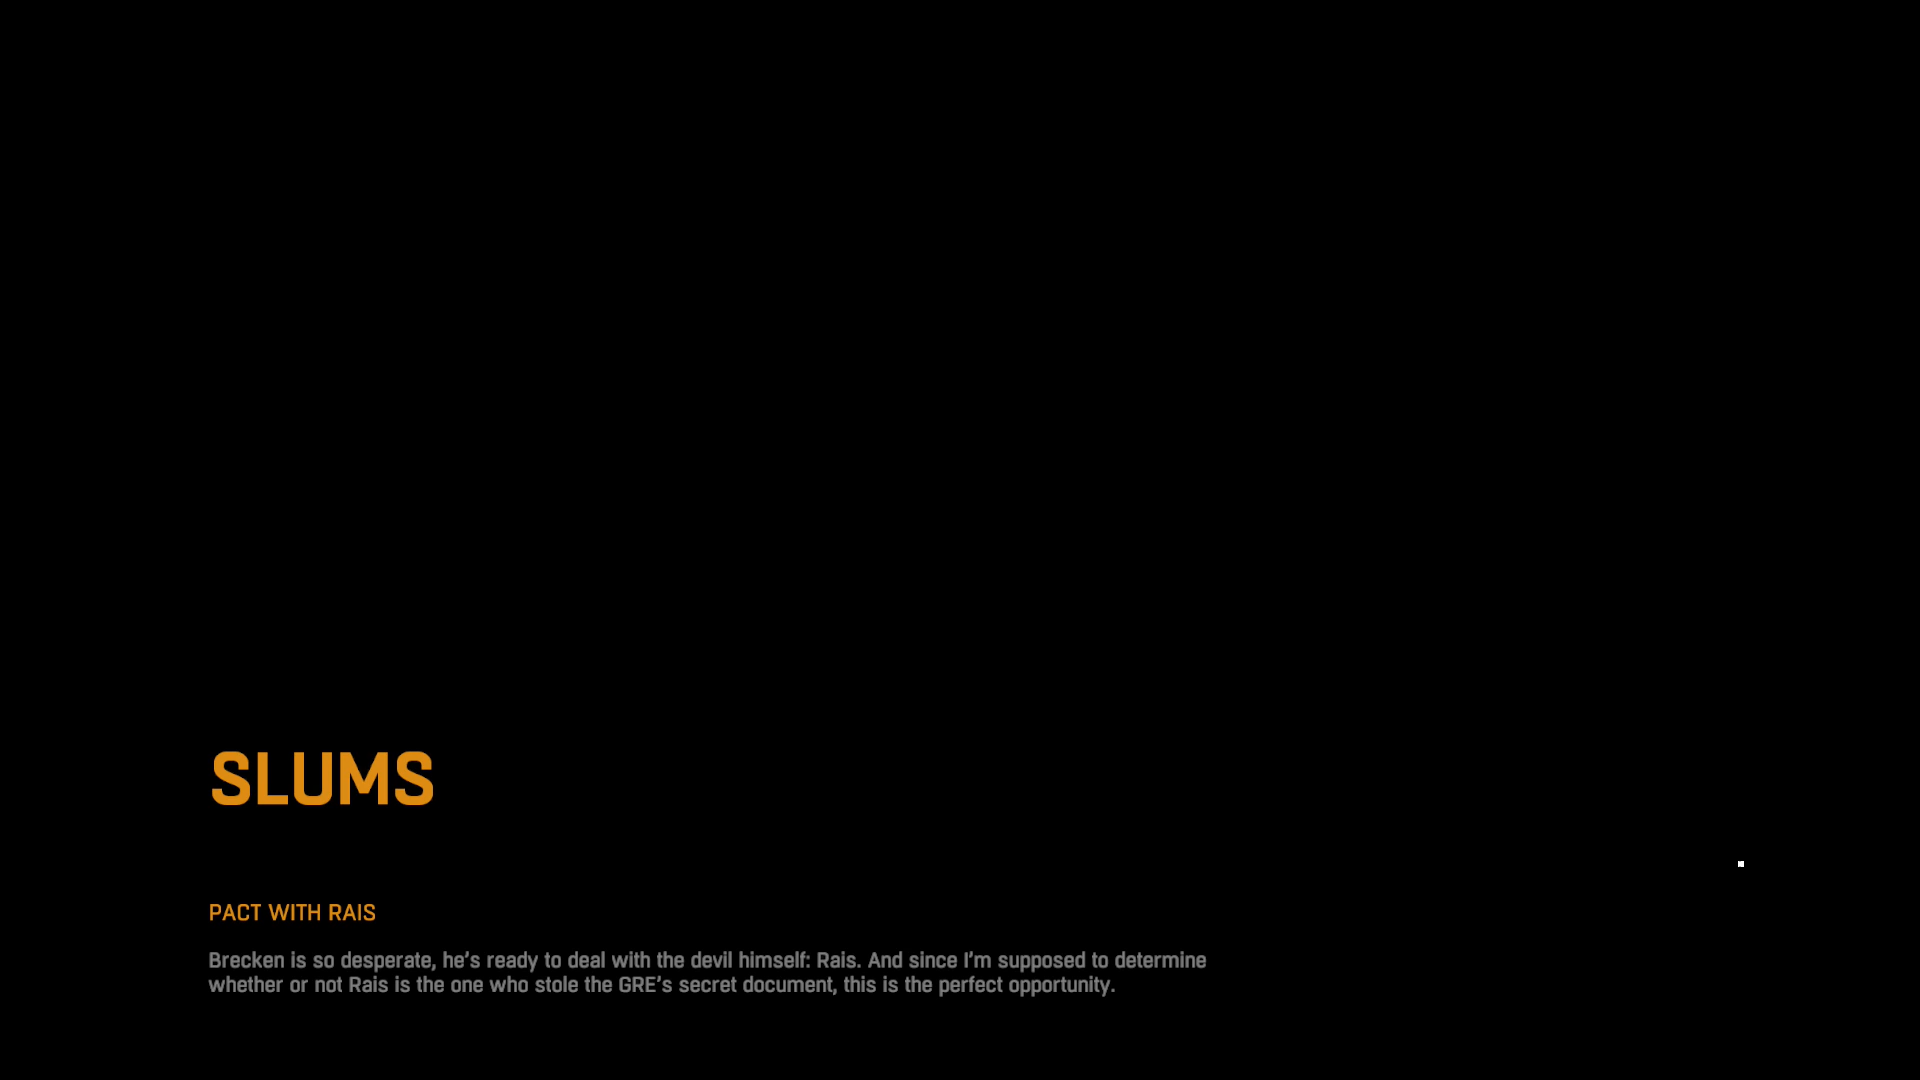 SLUMS
PACT WITH RAIS
Brecken is so desperate, he’s ready to deal with the devil himself: Rais. And since I’m supposed to determine
whether or not Rais is the one who stole the GRE’s secret document, this is the perfect opportunity.